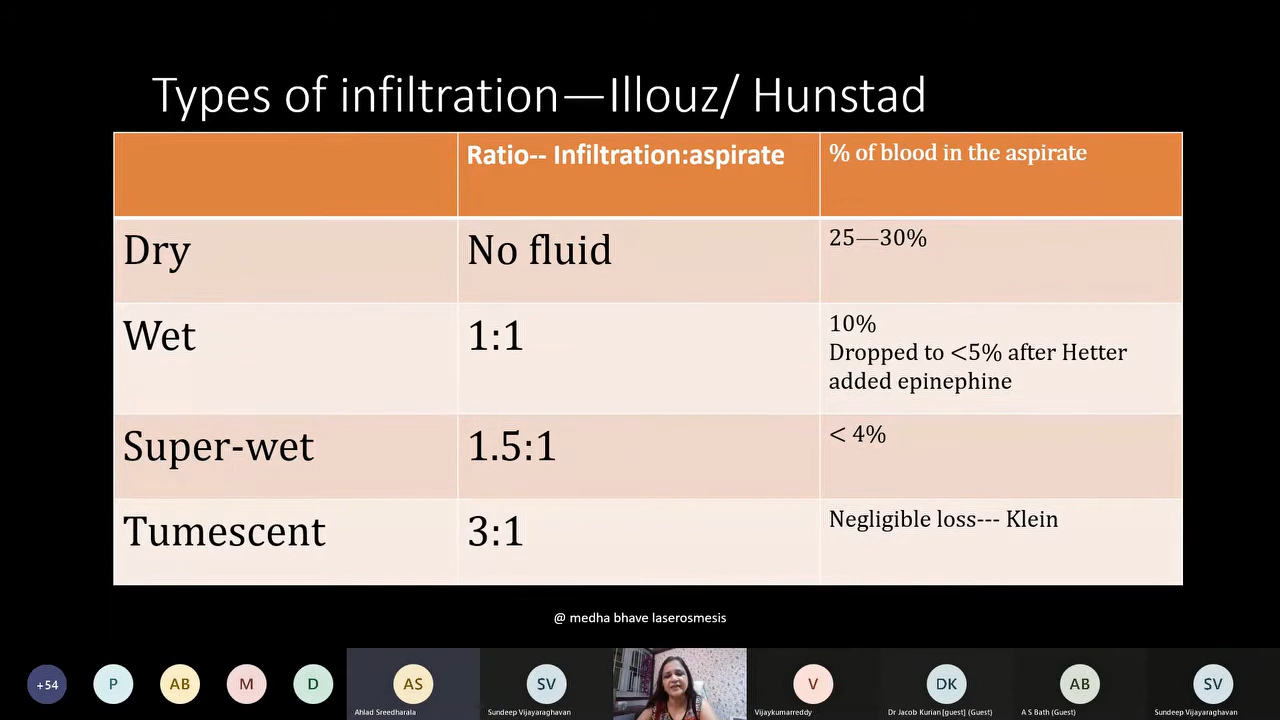 Types of infiltration—Illouz/ Hunstad
Ratio-- Infiltration:aspirate
% of blood in the aspirate
Dry
No fluid
25—30%
Wet
1:1
10%
Dropped to <5% after Hetter
added epinephine
Super-wet
1.5:1
< 4%
Tumescent
3:1
Negligible loss--- Klein
@ medha bhave laserosmesis
+54
P
AB
M
D
AS
SV
V
DK
AB
SV
Ahlad Sreedharala
Sundeep Vijayaraghavan
Vijaykumarreddy
Dr Jacob Kurian[guest] (Guest)
A S Bath (Guest)
Sundeep Vijayaraghavan